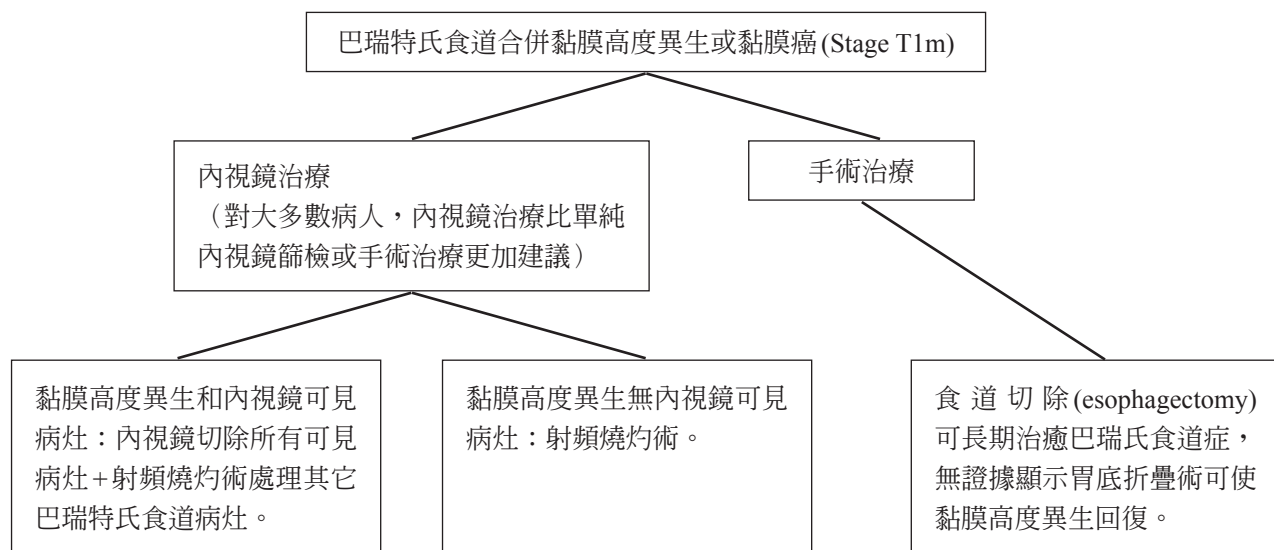 巴瑞特氏食道合併黏膜高度異生或黏膜癌(Stage T1m)
內視鏡治療
（對大多數病人，內視鏡治療比單純
內視鏡篩檢或手術治療更加建議）
手術治療
黏膜高度異生和內視鏡可見
病灶：內視鏡切除所有可見
病灶+射頻燒灼術處理其它
巴瑞特氏食道病灶。
黏膜高度異生無內視鏡可見
病灶：射頻燒灼術。
食道切除(esophagectomy)
可長期治癒巴瑞氏食道症，
無證據顯示胃底折疊術可使
黏膜高度異生回復。